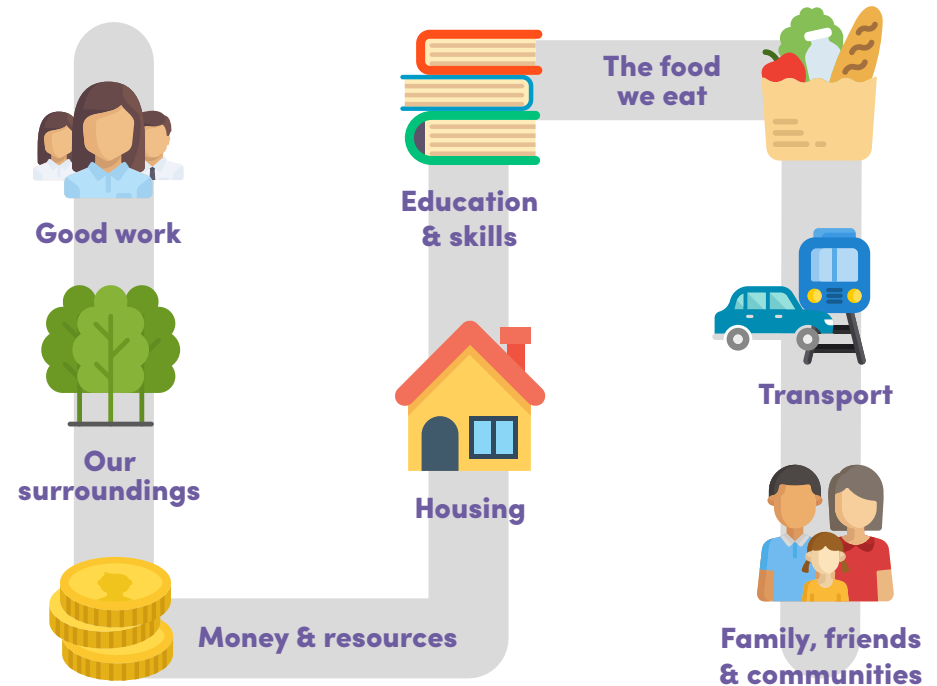 Good work
Our
surroundings
Money & resources
Housing
Education
& skills
The food
we eat
Transport
Family, friends
& communities